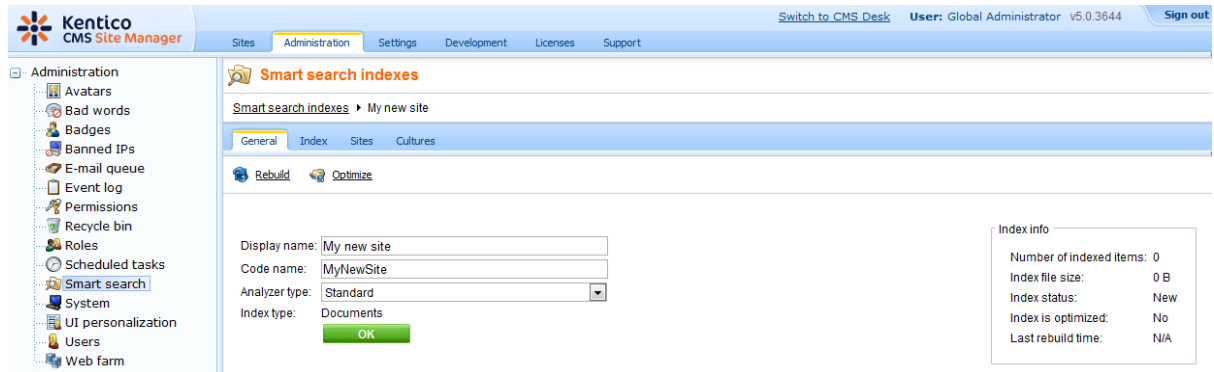 Kentico
CMS Site Manager
Switch to CMS Desk User: Global Administrator v5.0.3644 Sign out
Sites Administration Settings Development Licenses Support
Administration
Avatars
Bad words
Badges
Banned IPs
E-mail queue
Event log
Permissions
Recycle bin
Roles
Scheduled tasks
Smart search
System
UI personalization
Users
Web farm
Smart search indexes
Smart search indexes My new site
General Index Sites Cultures
Rebuild Optimize
Display name: My new site
Code name: MyNewSite
Analyzer type: Standard
Index type: Documents
OK
Index info
Number of indexed items: 0
Index file size: 0 B
Index status: New
Index is optimized: No
Last rebuild time: N/A